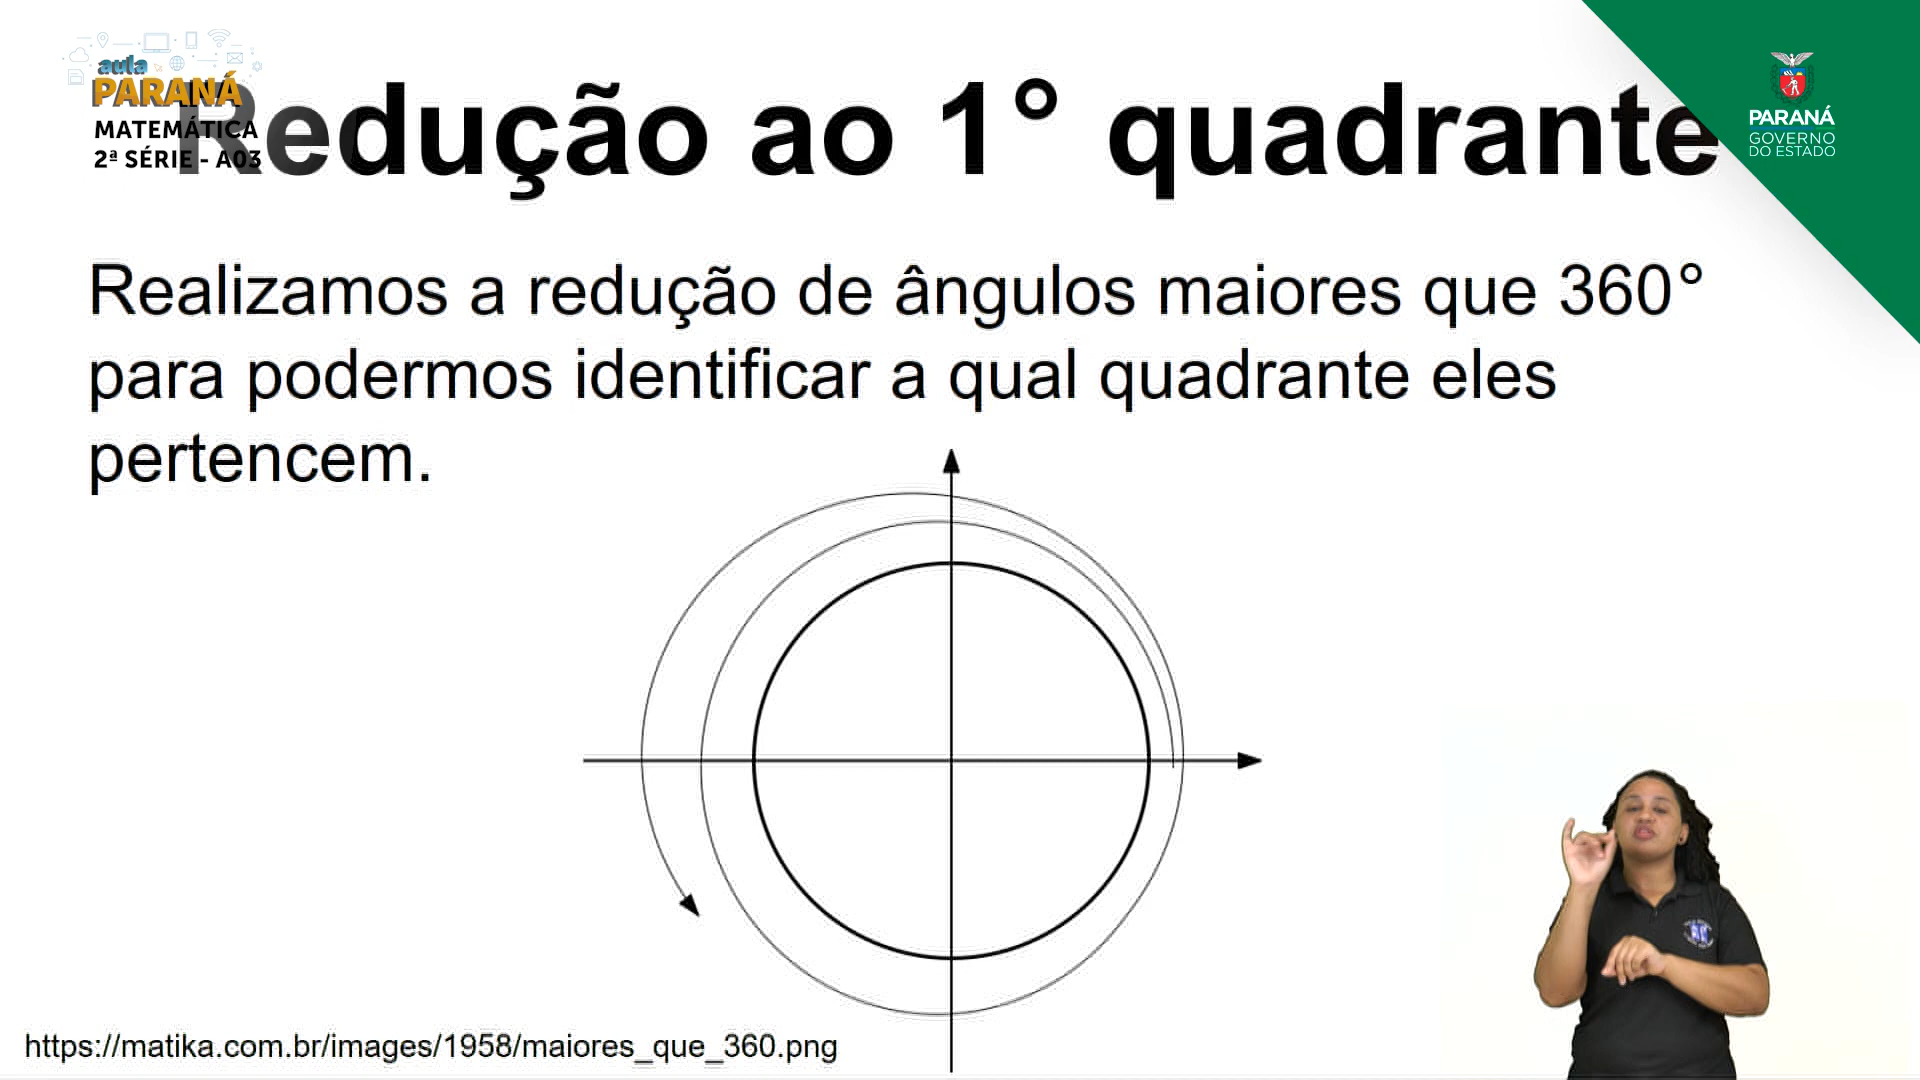 aula
PARANÁ
MATEMÁTICA
2ª SÉRIE - A03
Redução ao 1° quadrante
PARANÁ
GOVERNO
DO ESTADO
Realizamos a redução de ângulos maiores que 360°
para podermos identificar a qual quadrante eles
pertencem.
https://matika.com.br/images/1958/maiores_que_360.png